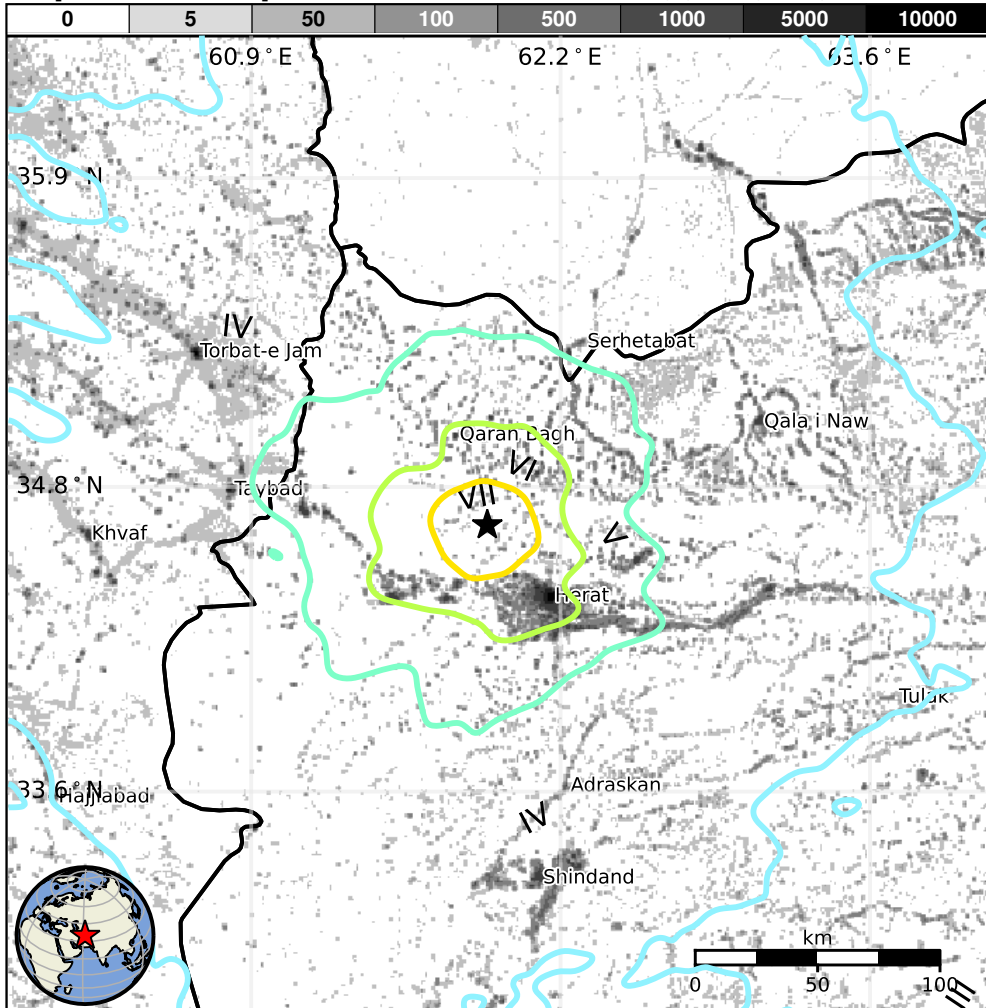 0 5 50 100 500 1000 5000 10000
60.9°E 62.2°E 63.6°E
35.9°N
IV
Serhetabat
Torbat-e Jam
Qala i Naw
Qaran Bagh
VI
34.8°N
Taybad
VII
Khvaf
V
Herat
Tulak
Adraskan
33.6°N
Hajjiabad
IV
Shindand
km
0 50 100
III